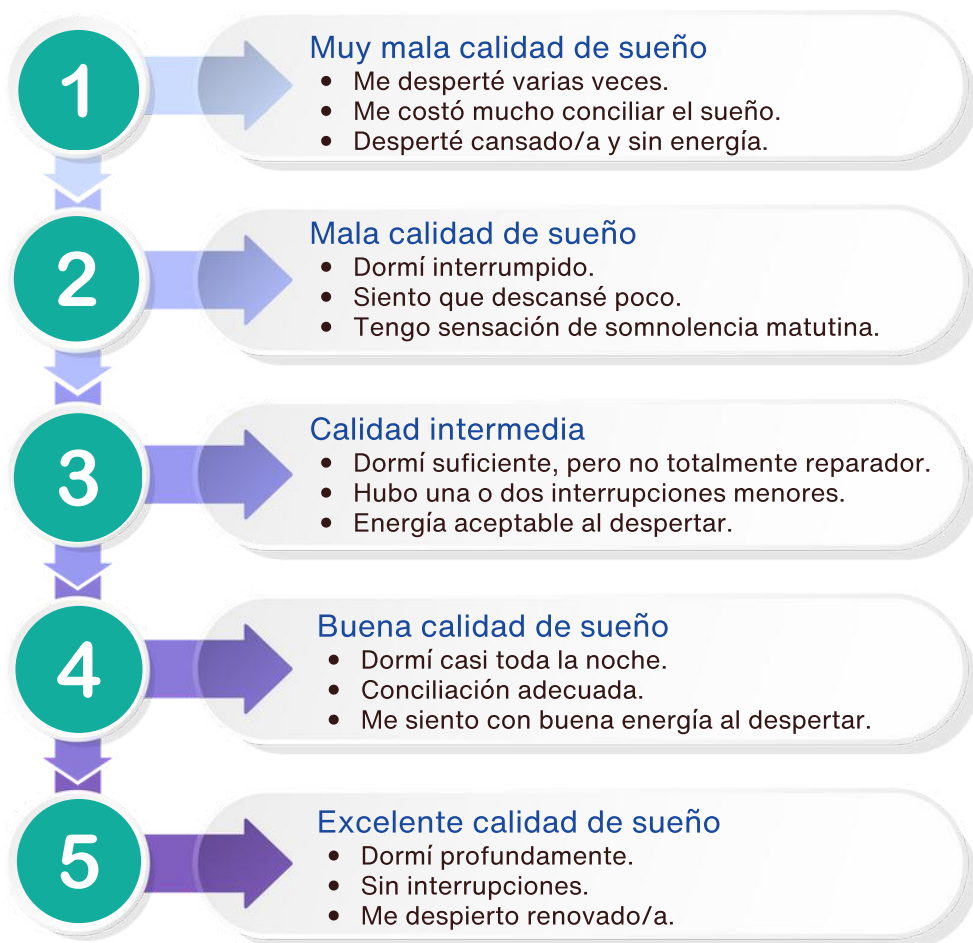 1
Muy mala calidad de sueño
• Me desperté varias veces.
• Me costó mucho conciliar el sueño.
• Desperté cansado/a y sin energía.
2
Mala calidad de sueño
• Dormí interrumpido.
• Siento que descansé poco.
• Tengo sensación de somnolencia matutina.
3
Calidad intermedia
• Dormí suficiente, pero no totalmente reparador.
• Hubo una o dos interrupciones menores.
• Energía aceptable al despertar.
4
Buena calidad de sueño
• Dormí casi toda la noche.
• Conciliación adecuada.
• Me siento con buena energía al despertar.
5
Excelente calidad de sueño
• Dormí profundamente.
• Sin interrupciones.
• Me despierto renovado/a.